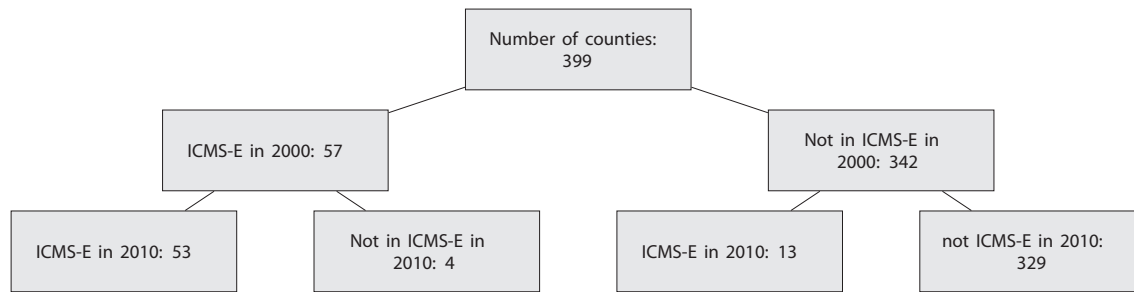 Number of counties:
399
ICMS-E in 2000: 57
Not in ICMS-E in
2000: 342
ICMS-E in 2010: 53
Not in ICMS-E in
2010: 4
ICMS-E in 2010: 13
not ICMS-E in 2010:
329